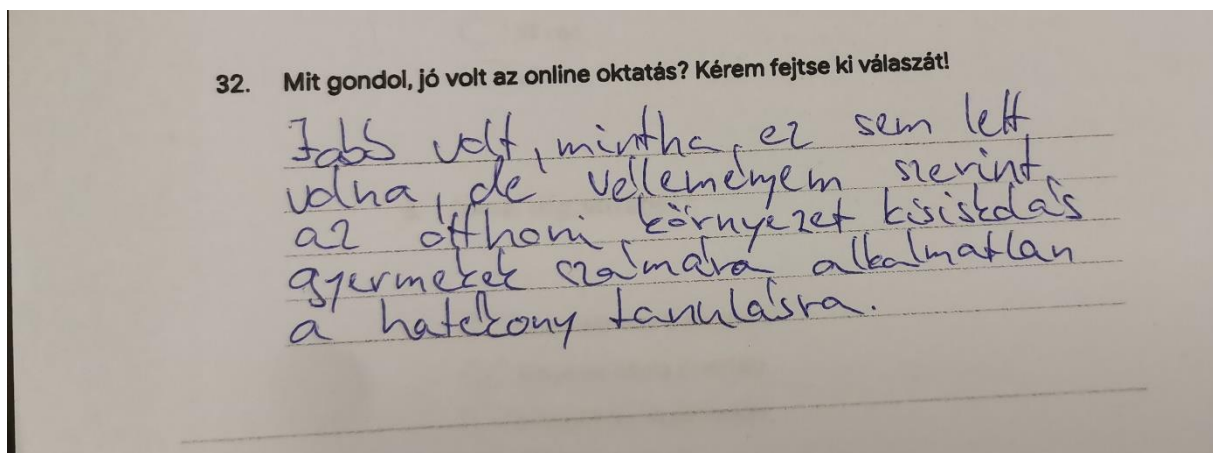 32. Mit gondol, jó volt az online oktatás? Kérem fejtse ki válaszát!
Jobb volt, mintha ez sem lett
volna, de véleményem szerint
az otthoni környezet kisiskolás
gyermekek számára alkalmatlan
a hatékony tanulásra.